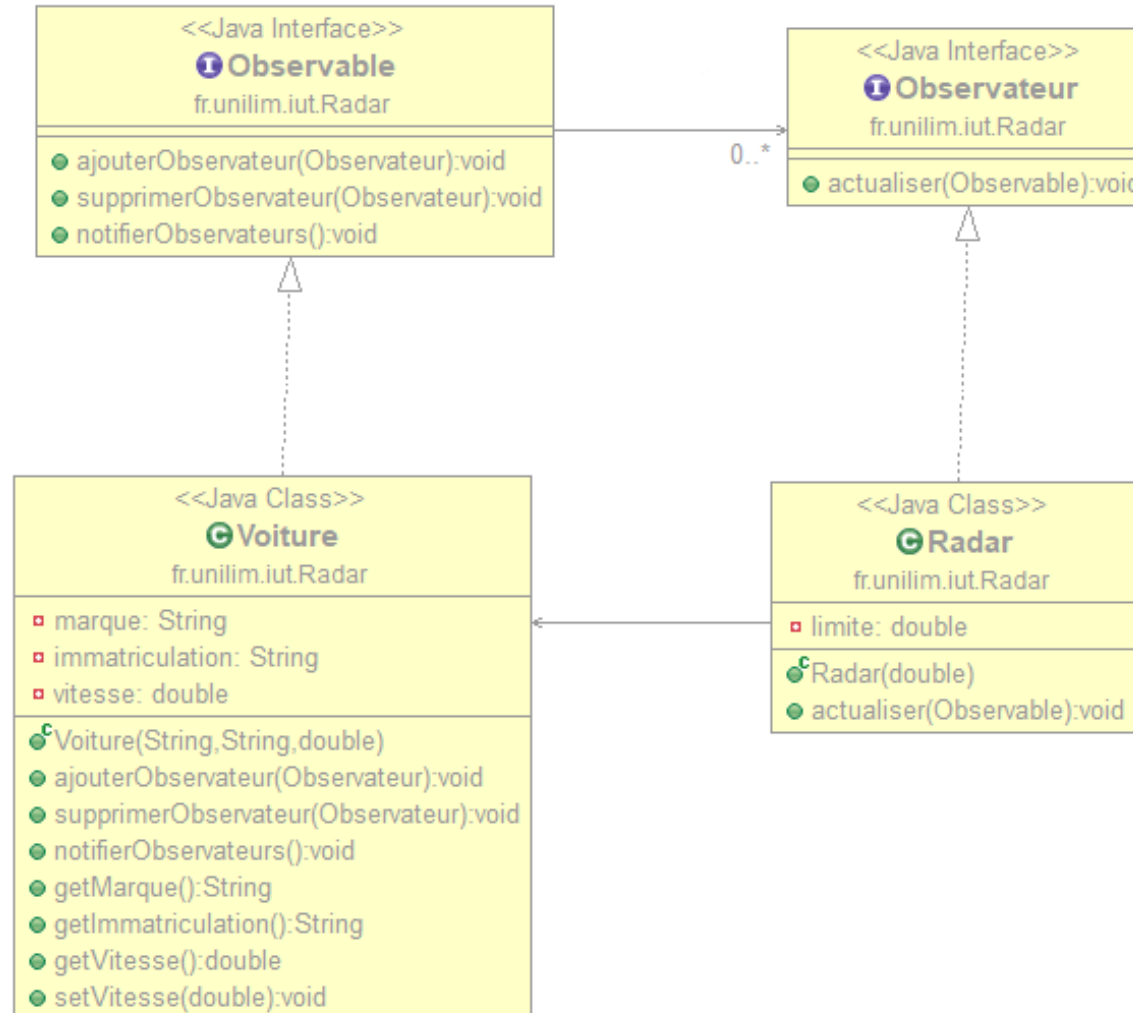 <<Java Interface>>
Observable
fr.unilim.iut.Radar
ajouterObservateur(Observateur):void
supprimerObservateur(Observateur):void
notifierObservateurs():void
<<Java Interface>>
Observateur
fr.unilim.iut.Radar
actualiser(Observable):void
0..*
<<Java Class>>
Voiture
fr.unilim.iut.Radar
marque: String
immatriculation: String
vitesse: double
Voiture(String,String,double)
ajouterObservateur(Observateur):void
supprimerObservateur(Observateur):void
notifierObservateurs():void
getMarque():String
getImmatriculation():String
getVitesse():double
setVitesse(double):void
<<Java Class>>
Radar
fr.unilim.iut.Radar
limite: double
Radar(double)
actualiser(Observable):void